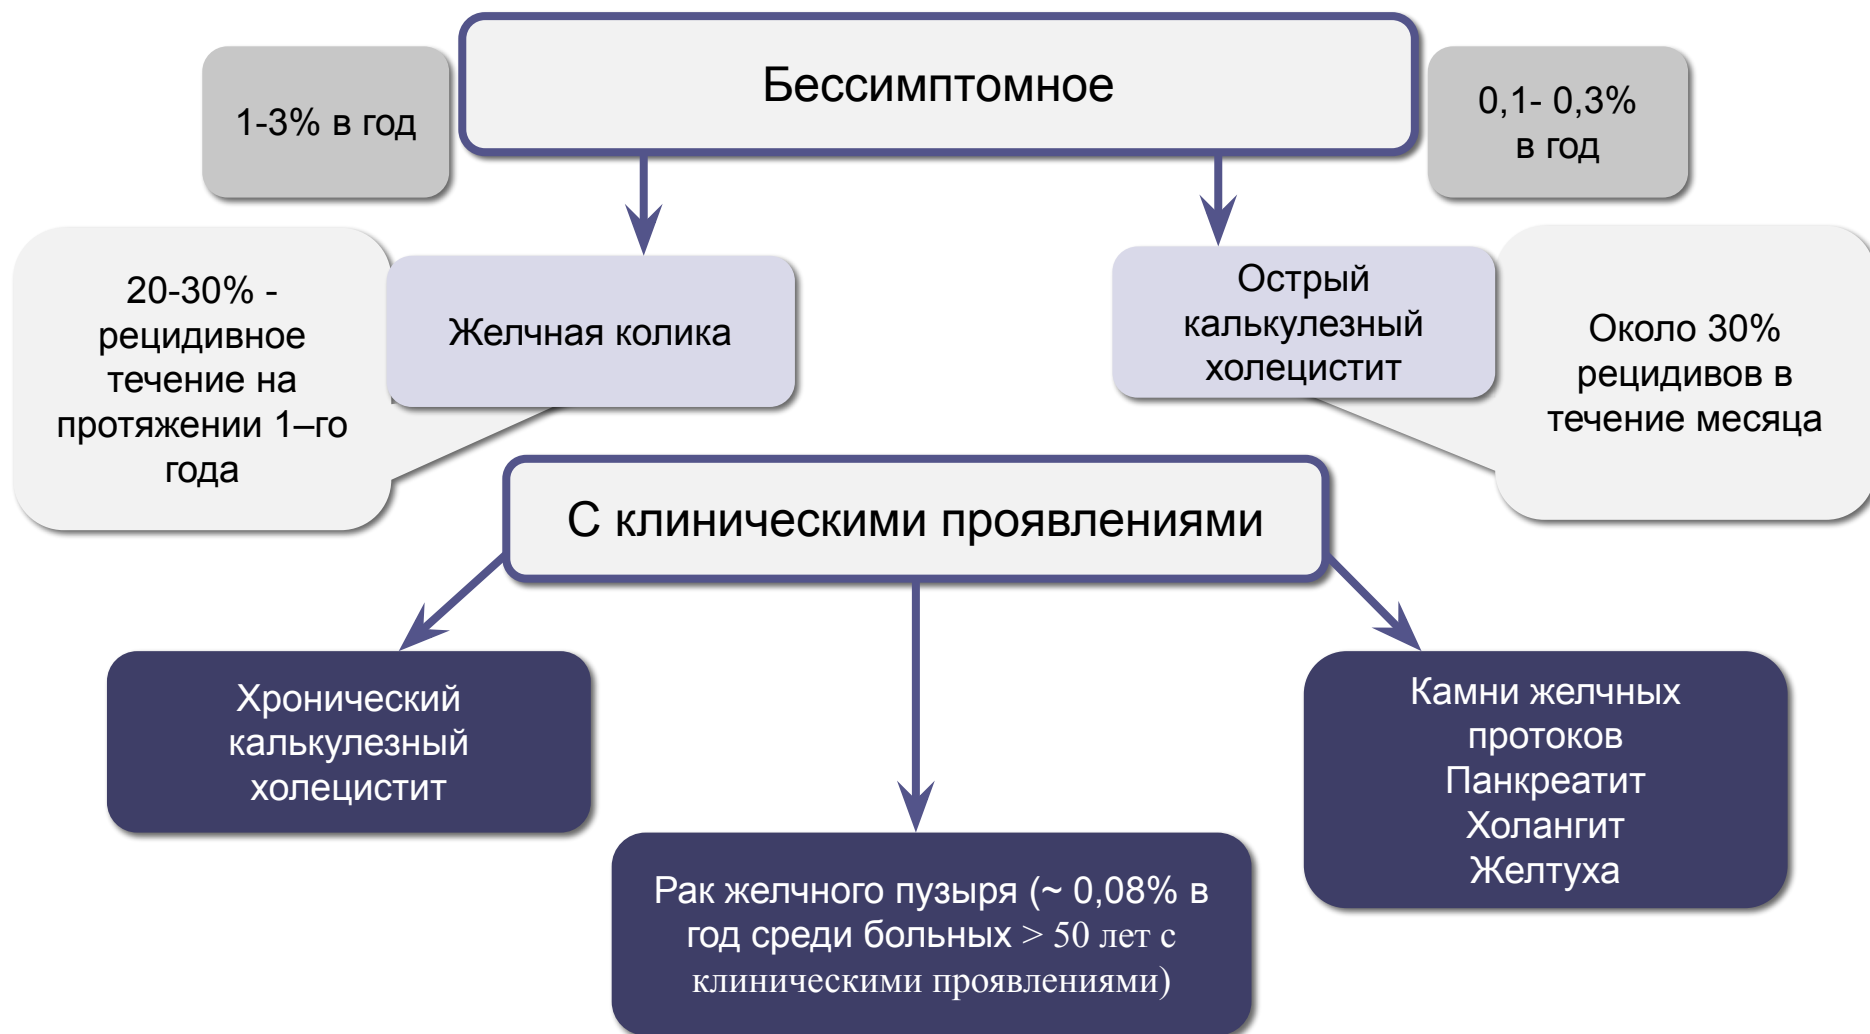 Бессимптомное
1-3% в год
0,1- 0,3%
в год
20-30% -
рецидивное
течение на
протяжении 1–го
года
Желчная колика
Острый
калькулезный
холецистит
Около 30%
рецидивов в
течение месяца
С клиническими проявлениями
Хронический
калькулезный
холецистит
Рак желчного пузыря (~ 0,08% в
год среди больных > 50 лет с
клиническими проявлениями)
Камни желчных
протоков
Панкреатит
Холангит
Желтуха